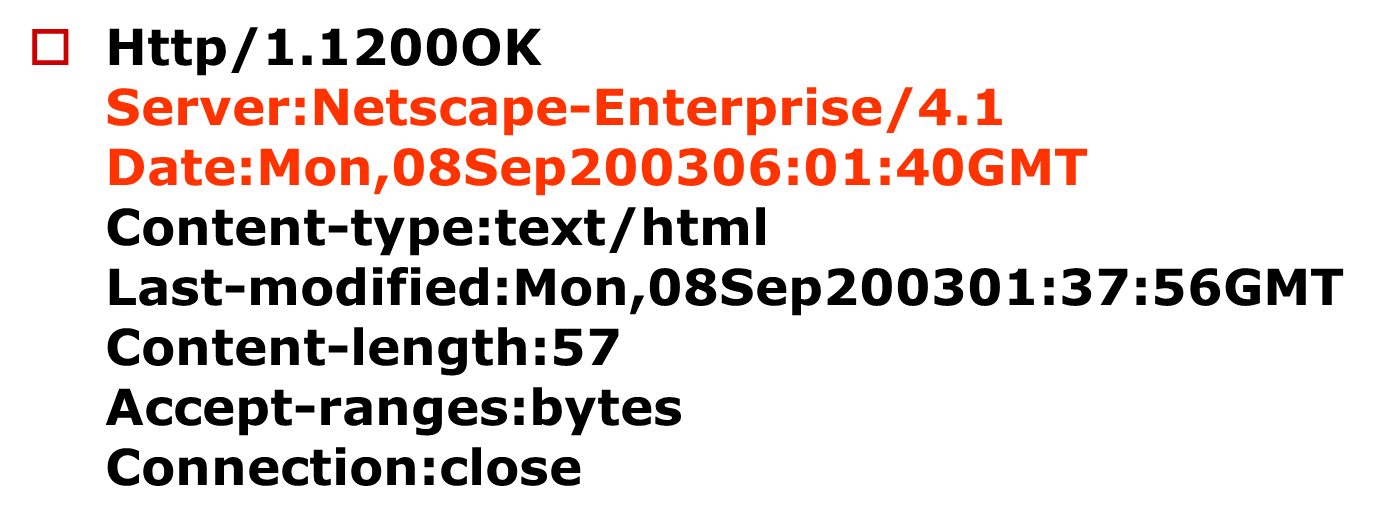 Http/1.1200OK
Server:Netscape-Enterprise/4.1
Date:Mon,08Sep200306:01:40GMT
Content-type:text/html
Last-modified:Mon,08Sep200301:37:56GMT
Content-length:57
Accept-ranges:bytes
Connection:close